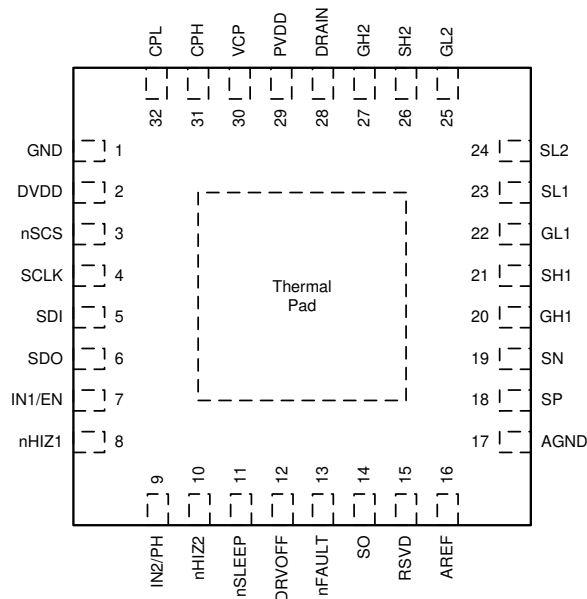 CPL CPH VCP PVDD DRAIN GH2 SH2 GL2
32 31 30 29 28 27 26 25
GND 1 24 SL2
DVDD 2 23 SL1
nSCS 3 22 GL1
SCLK 4 21 SH1
Thermal
Pad
SDI 5 20 GH1
SDO 6 19 SN
IN1/EN 7 18 SP
nHIZ1 8 17 AGND
9 10 11 12 13 14 15 16
IN2/PH nHIZ2 nSLEEP DRVOFF nFAULT SO RSVD AREF